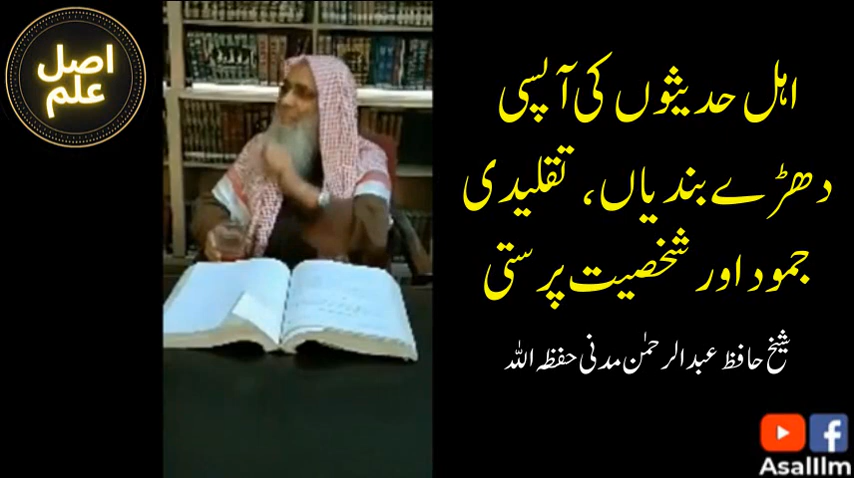 اصل
علم
اہل حدیثوں کی آپسی
دھڑے بندیاں، تقلیدی
جمود اور شخصیت پرستی
شیخ حافظ عبدالرحمٰن مدنی حفظہ اللہ
AsalIlm